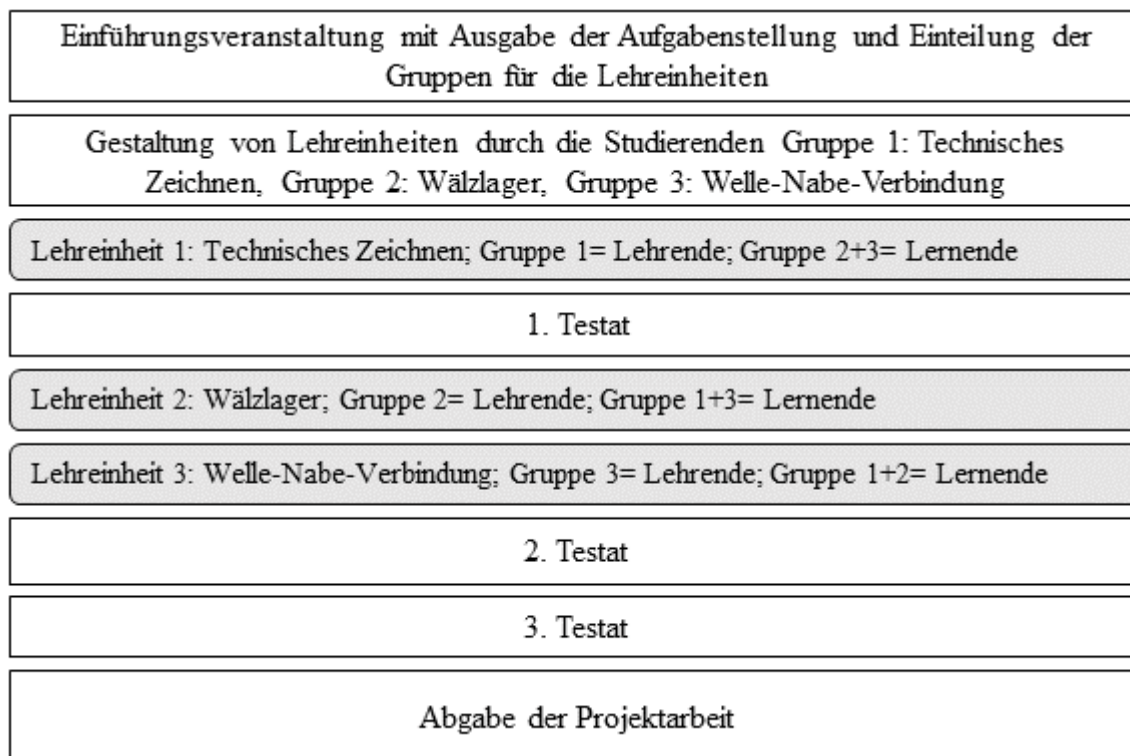 Einführungsveranstaltung mit Ausgabe der Aufgabenstellung und Einteilung der
Gruppen für die Lehreinheiten
Gestaltung von Lehreinheiten durch die Studierenden Gruppe 1: Technisches
Zeichnen, Gruppe 2: Wälzlager, Gruppe 3: Welle-Nabe-Verbindung
Lehreinheit 1: Technisches Zeichnen; Gruppe 1= Lehrende; Gruppe 2+3= Lernende
1. Testat
Lehreinheit 2: Wälzlager; Gruppe 2= Lehrende; Gruppe 1+3= Lernende
Lehreinheit 3: Welle-Nabe-Verbindung; Gruppe 3= Lehrende; Gruppe 1+2= Lernende
2. Testat
3. Testat
Abgabe der Projektarbeit